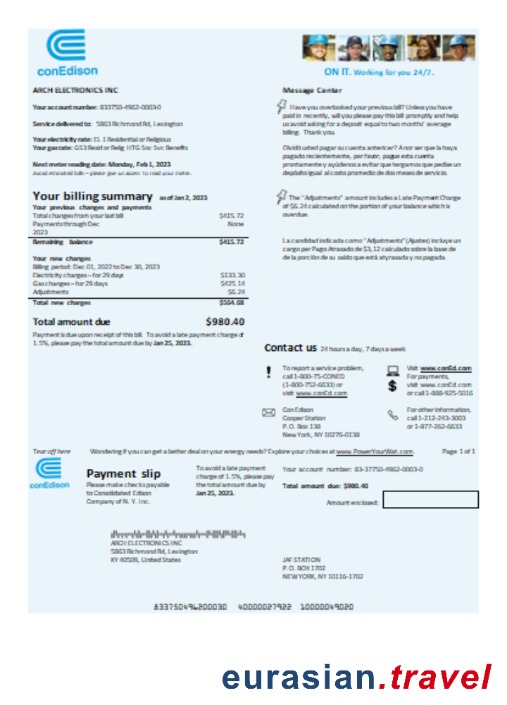 conEdison
ON IT. Working for you 24/7.
ARCH ELECTRONICS INC
Your account number: 833750-4962-0003-0
Service delivered to: 5863 Richmond Rd, Lexington
Your electricity rate: EL 1 Residential or Religious
Your gas rate: GS3 Resid or Relig HTG Soc Svc Benefits
Next meter reading date: Monday, Feb 1, 2023
Avoid estimated bills – please give us access to read your meter.
Your billing summary as of Jan 2, 2023
Your previous charges and payments
Total charges from your last bill $415.72
Payments through Dec None
2023
Remaining balance $415.72
Your new charges
Billing period: Dec 01, 2022 to Dec 30, 2023
Electricity charges – for 29 days $133.30
Gas charges – for 29 days $425.14
Adjustments $6.24
Total new charges $564.68
Total amount due $980.40
Payment is due upon receipt of this bill. To avoid a late payment charge of
1.5%, please pay the total amount due by Jan 25, 2023.
Message Center
Have you overlooked your previous bill? Unless you have
paid in recently, will you please pay this bill promptly and help
us avoid asking for a deposit equal to two months' average
billing. Thank you.
Olvidó usted pagar su cuenta anterior? A nor ser que la haya
pagado recientemente, per favor, pague esta cuenta
prontamente y ayúdenos a evitar que tergamos que pedise un
depósito igual al costo promedio de dos meses de servicio.
The "Adjustments" amount includes a Late Payment Charge
of $6.24 calculated on the portion of your balance which is
overdue.
La candidad indicada como "Adjustments" (Ajustes) incluye un
cargo per Pago Atrasado de $3,12 calculado sobre la base de
de la porción de su saldo que está atyrasada y no pagada.
Contact us 24 hours a day, 7 days a week
To report a service problem,
call 1-800-75-CONED
(1-800-752-6633) or
visit www.conEd.com
Visit www.conEd.com
For payments,
visit www.conEd.com
or call 1-888-925-5016
Con Edison
Cooper Station
P.O. Box 138
New York, NY 10276-0138
For other information,
call 1-212-243-3003
or 1-877-262-6633
Tear off here Wondering if you can get a better deal on your energy needs? Explore your choices at www.PowerYourWat.com. Page 1 of 1
conEdison
Payment slip
Please make checks payable
to Consolidated Edison
Company of N. Y. Inc.
To avoid a late payment
charge of 1.5%, please pay
the total amount due by
Jan 25, 2023.
Your account number: 83-37750-4962-0003-0
Total amount due: $980.40
Amount enclosed:
ARCH ELECTRONICS INC
5863 Richmond Rd, Lexington
KY 40509, United States
JAF STATION
P.O. BOX 1702
NEW YORK, NY 10116-1702
833750496200030 40000027922 10000049020
eurasian.travel